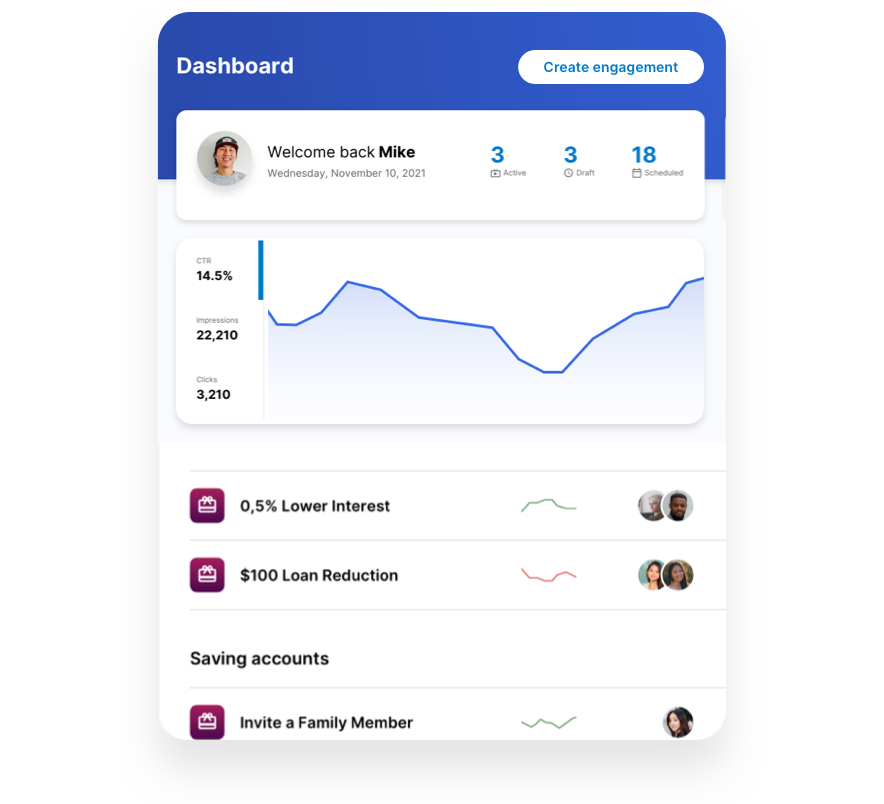 Dashboard
Create engagement
Welcome back Mike
Wednesday, November 10, 2021
3
Active
3
Draft
18
Scheduled
CTR
14.5%
Impressions
22,210
Clicks
3,210
0,5% Lower Interest
$100 Loan Reduction
Saving accounts
Invite a Family Member